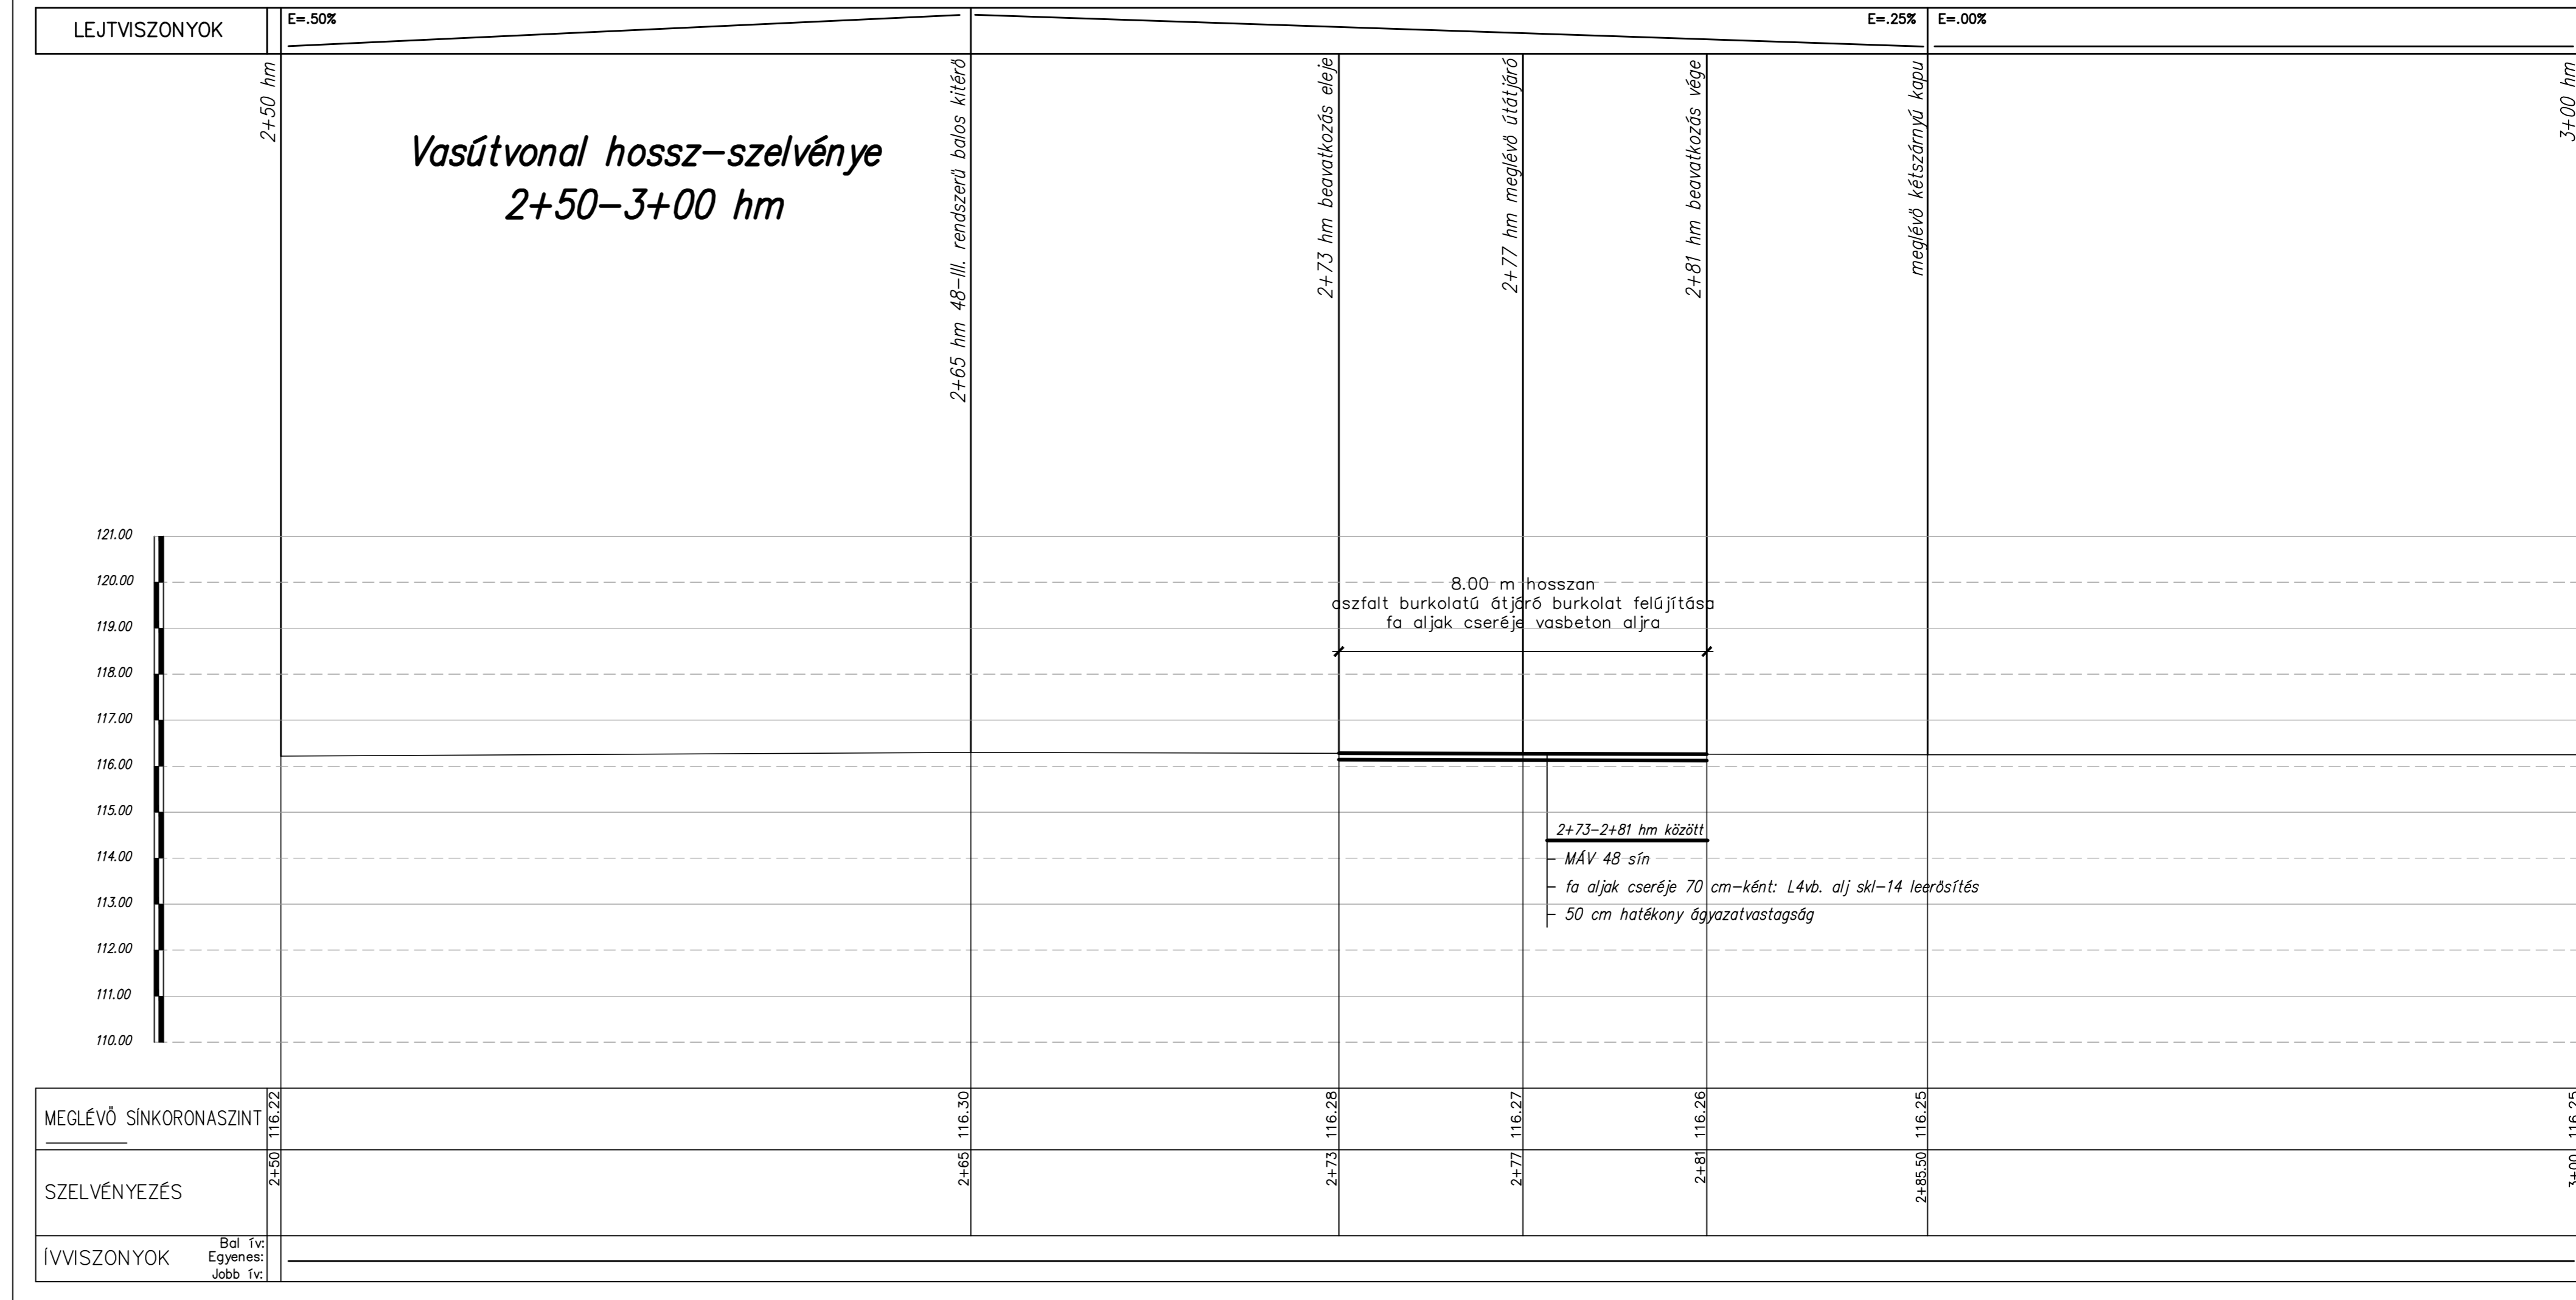 LEJTVISZONYOK
E=.50%
E=.25%
E=.00%
2+50 hm
2+65 hm 48-III. rendszerű balos kitérő
2+73 hm beavatkozás eleje
2+77 hm meglévő útátjáró
2+81 hm beavatkozás vége
meglévő kétszárnyú kapu
3+00 hm
Vasútvonal hossz-szelvénye
2+50-3+00 hm
121.00
120.00
119.00
118.00
117.00
116.00
115.00
114.00
113.00
112.00
111.00
110.00
8.00 m hosszan
aszfalt burkolatú átjáró burkolat felújítása
fa aljak cseréje vasbeton aljra
2+73-2+81 hm között
MÁV 48 sín
fa aljak cseréje 70 cm-ként: L4vb. alj skl-14 leerősítés
50 cm hatékony ágyazatvastagság
MEGLÉVŐ SÍNKORONASZINT
116.22
116.30
116.28
116.27
116.26
116.25
116.25
SZELVÉNYEZÉS
2+50
2+65
2+73
2+77
2+81
2+85.50
3+00
ÍVVISZONYOK
Bal ív:
Egyenes:
Jobb ív: